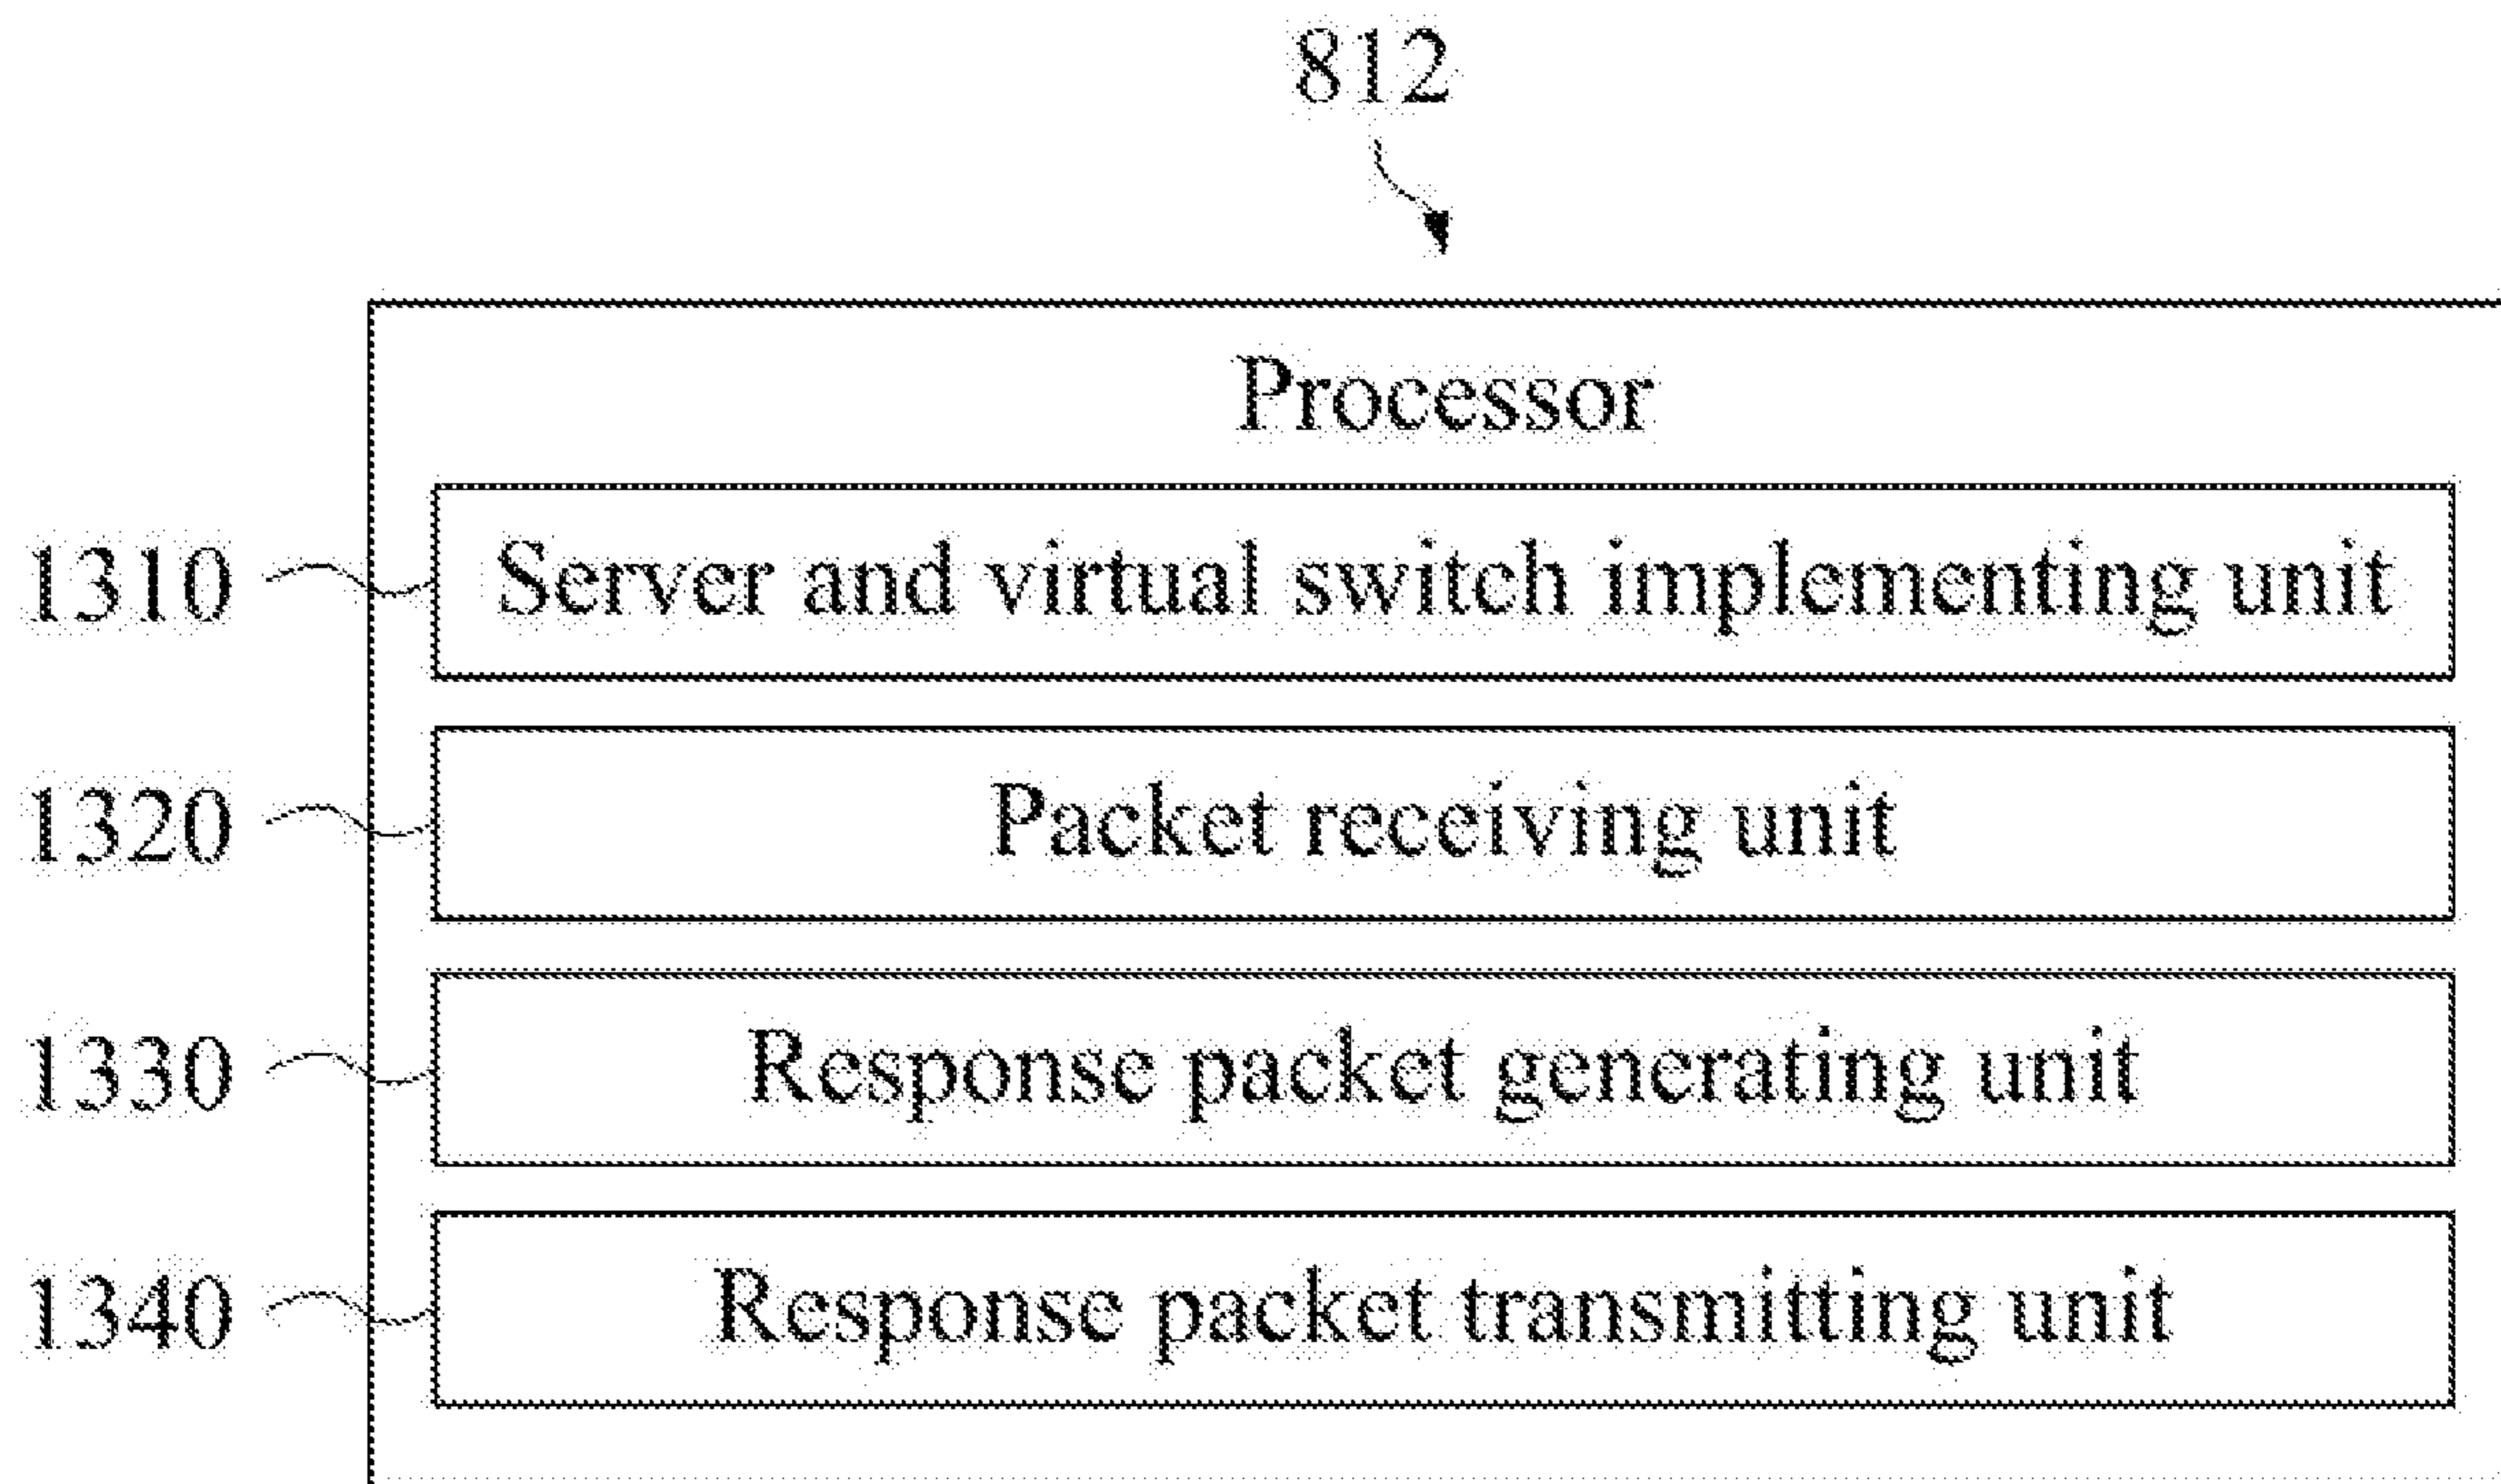 812
Processor
1310 Server and virtual switch implementing unit
1320 Packet receiving unit
1330 Response packet generating unit
1340 Response packet transmitting unit